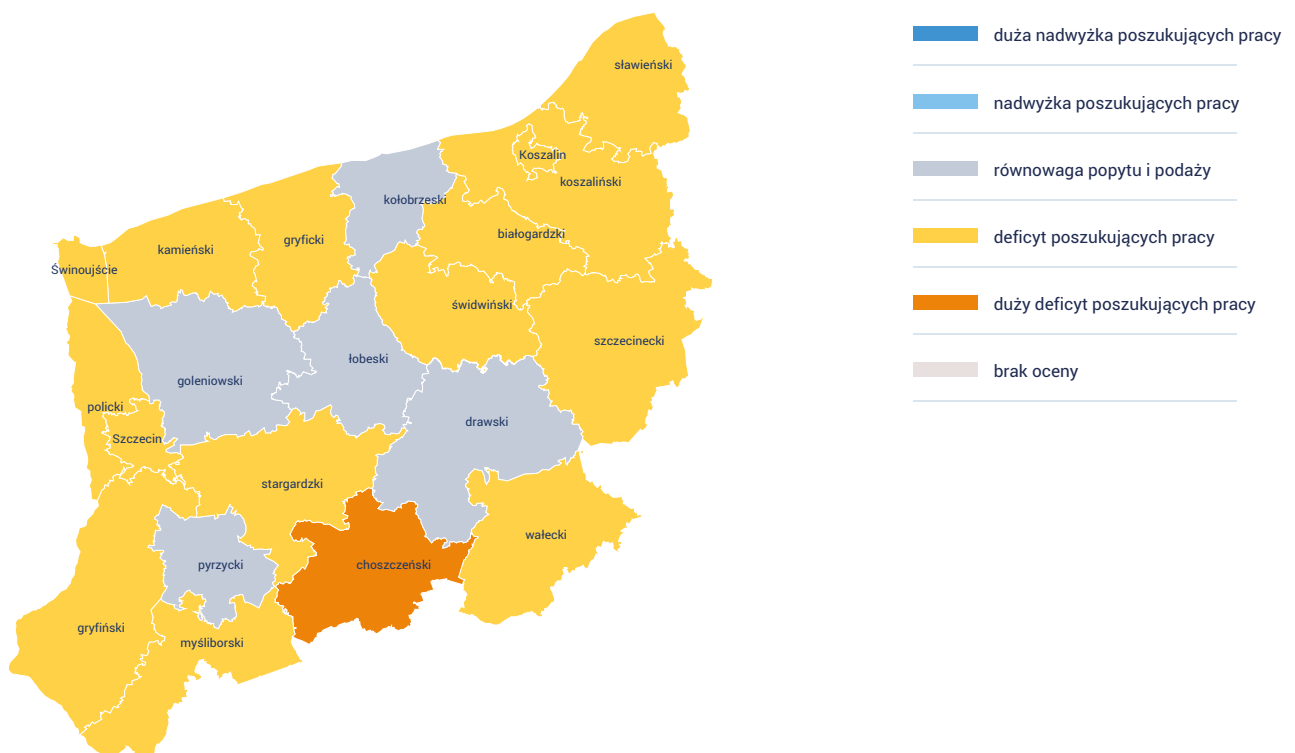 sławieński
Koszalin
koszaliński
kołobrzeski
białogardzki
gryficki
kamieński
Świnoujście
świdwiński
szczecinecki
łobeski
goleniowski
policki
drawski
Szczecin
stargardzki
wałecki
choszczeński
pyrzycki
gryfiński
myśliborski
duża nadwyżka poszukujących pracy
nadwyżka poszukujących pracy
równowaga popytu i podaży
deficyt poszukujących pracy
duży deficyt poszukujących pracy
brak oceny